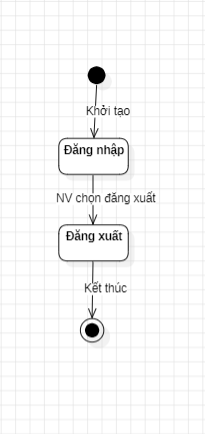 Khởi tạo
Đăng nhập
NV chọn đăng xuất
Đăng xuất
Kết thúc